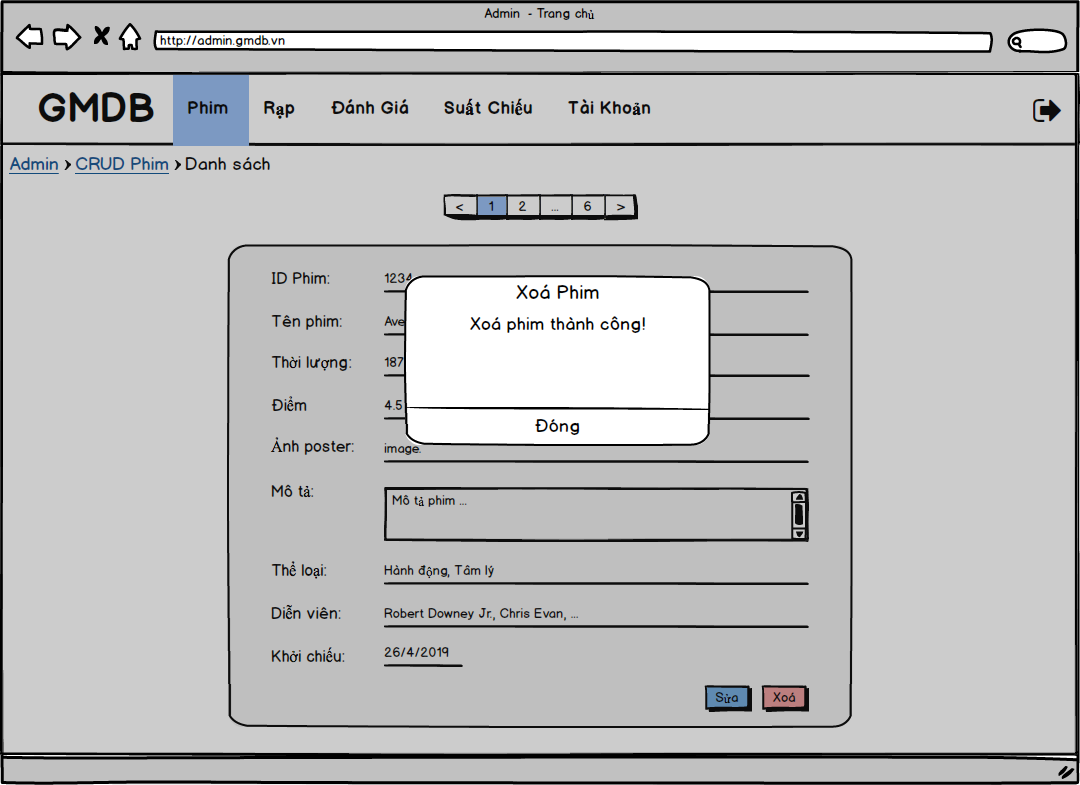 Admin - Trang chủ
http://admin.gmdb.vn
GMDB Phim Rạp Đánh Giá Suất Chiếu Tài Khoản
Admin > CRUD Phim > Danh sách
< 1 2 ... 6 >
ID Phim: 1234
Xoá Phim
Tên phim: Ave
Xoá phim thành công!
Thời lượng: 187
Điểm 4.5
Đóng
Ảnh poster: image.
Mô tả: Mô tả phim ...
Thể loại: Hành động, Tâm lý
Diễn viên: Robert Downey Jr., Chris Evan, ...
Khởi chiếu: 26/4/2019
Sửa Xoá